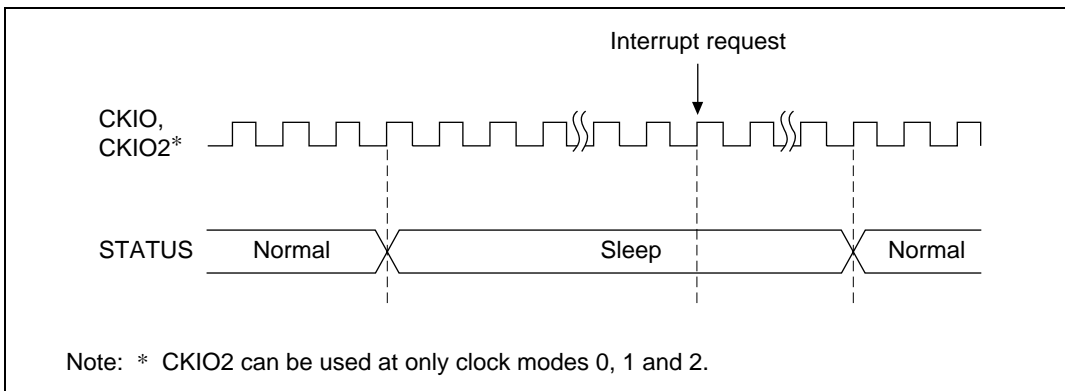 Interrupt request
CKIO,
CKIO2*
STATUS Normal Sleep Normal
Note: * CKIO2 can be used at only clock modes 0, 1 and 2.